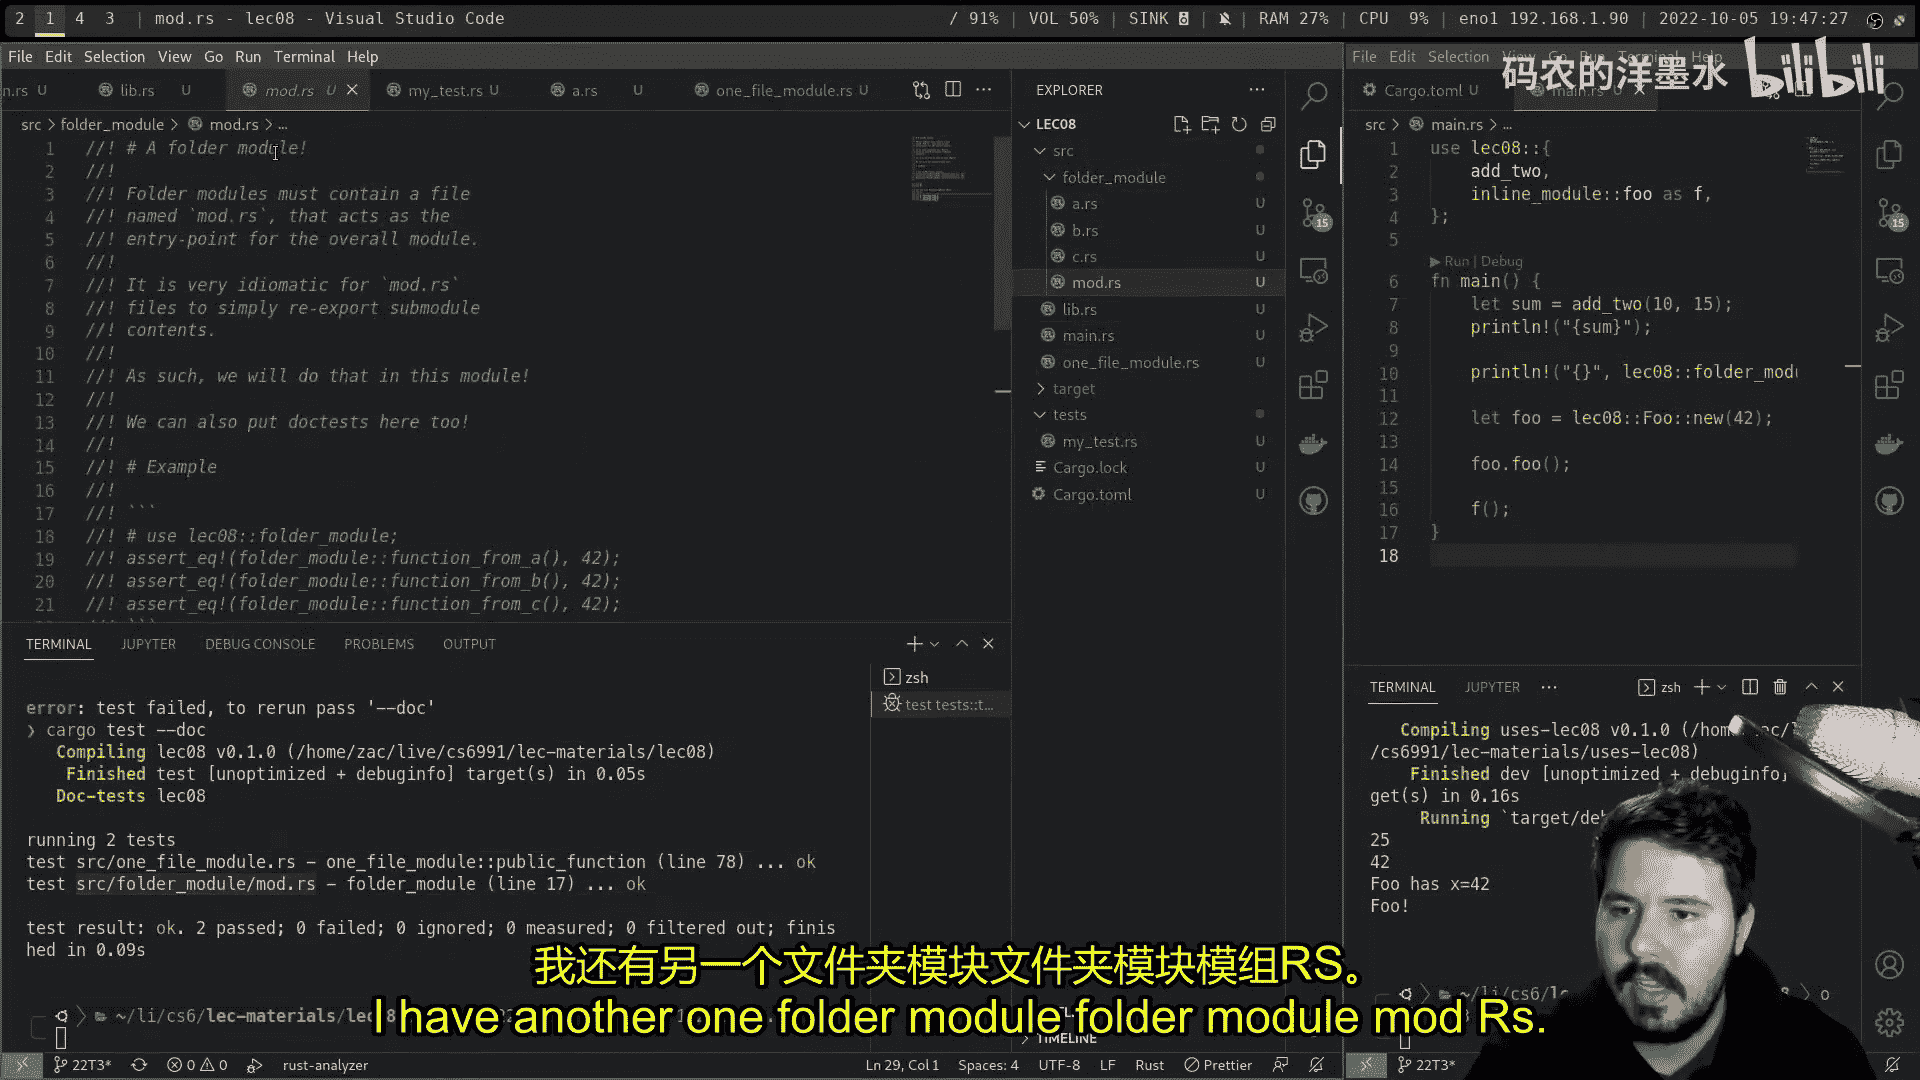 2 1 4 3 | mod.rs - lec08 - Visual Studio Code
/ 91% | VOL 50% | SINK | RAM 27% | CPU 9% | eno1 192.168.1.90 | 2022-10-05 19:47:27
File Edit Selection View Go Run Terminal Help
n.rs U lib.rs U mod.rs U my_test.rs U a.rs U one_file_module.rs U
src > folder_module > mod.rs > ...
1 //! # A folder module!
2 //!
3 //! Folder modules must contain a file
4 //! named `mod.rs`, that acts as the
5 //! entry-point for the overall module.
6 //!
7 //! It is very idiomatic for `mod.rs`
8 //! files to simply re-export submodule
9 //! contents.
10 //!
11 //! As such, we will do that in this module!
12 //!
13 //! We can also put doctests here too!
14 //!
15 //! # Example
16 //!
17 //! ```
18 //! # use lec08::folder_module;
19 //! assert_eq!(folder_module::function_from_a(), 42);
20 //! assert_eq!(folder_module::function_from_b(), 42);
21 //! assert_eq!(folder_module::function_from_c(), 42);
TERMINAL JUPYTER DEBUG CONSOLE PROBLEMS OUTPUT
error: test failed, to rerun pass '--doc'
❯ cargo test --doc
Compiling lec08 v0.1.0 (/home/zac/live/cs6991/lec-materials/lec08)
Finished test [unoptimized + debuginfo] target(s) in 0.05s
Doc-tests lec08
running 2 tests
test src/one_file_module.rs - one_file_module::public_function (line 78) ... ok
test src/folder_module/mod.rs - folder_module (line 17) ... ok
test result: ok. 2 passed; 0 failed; 0 ignored; 0 measured; 0 filtered out; finis
hed in 0.09s
~/li/cs6/lec-materials/lec
zsh
test tests::t...
EXPLORER
LEC08
src
folder_module
a.rs U
b.rs U
c.rs U
mod.rs U
lib.rs U
main.rs U
one_file_module.rs U
target
tests
my_test.rs U
Cargo.lock U
Cargo.toml U
TIMELINE
15
File Edit Selection View Go Run Terminal Help
码农的洋墨水 bilibili
Cargo.toml U main.rs U
src > main.rs > ...
1 use lec08::{
2 add_two,
3 inline_module::foo as f,
4 };
5
Run | Debug
6 fn main() {
7 let sum = add_two(10, 15);
8 println!("{sum}");
9
10 println!("{}", lec08::folder_modu
11
12 let foo = lec08::Foo::new(42);
13
14 foo.foo();
15
16 f();
17 }
18
15
TERMINAL JUPYTER ... zsh
Compiling uses-lec08 v0.1.0 (/hom
/cs6991/lec-materials/uses-lec08)
Finished dev [unoptimized + debuginfo]
get(s) in 0.16s
Running `target/de
25
42
Foo has x=42
Foo!
~/li/cs6/le
我还有另一个文件夹模块文件夹模块模组RS。
I have another one folder module folder module mod Rs.
22T3* 0 0 rust-analyzer
Ln 29, Col 1 Spaces: 4 UTF-8 LF Rust Prettier
22T3*